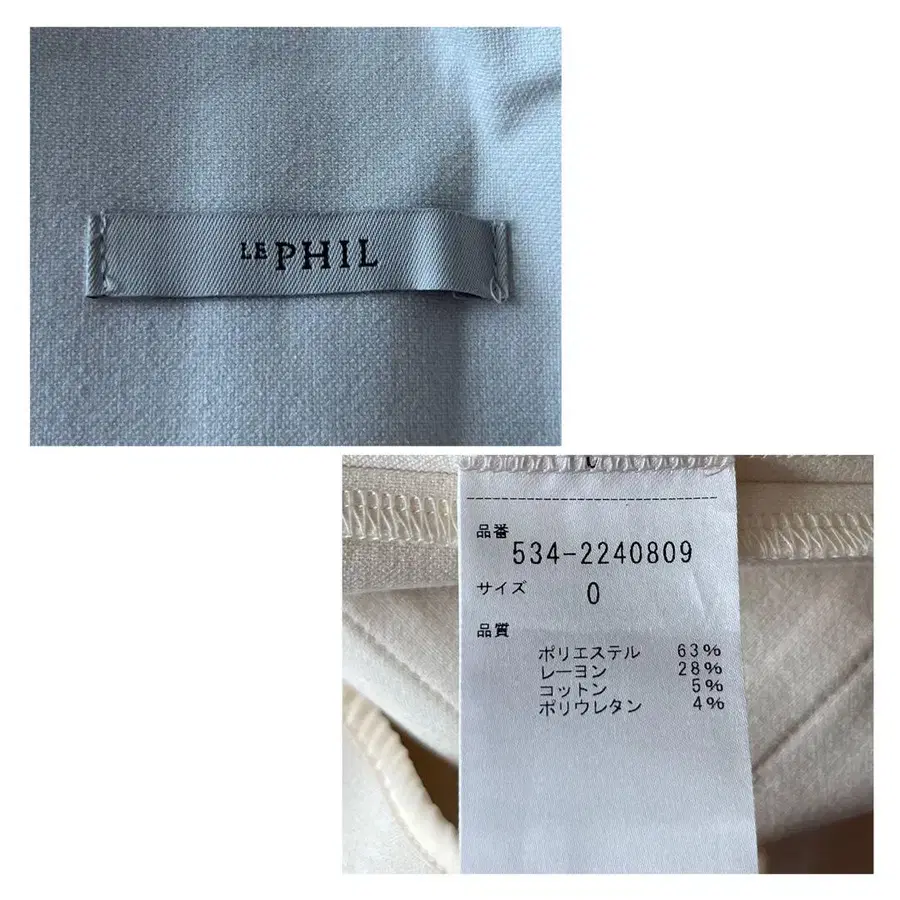 LE PHIL
品番
534-2240809
サイズ 0
品質
ポリエステル 63%
レーヨン 28%
コットン 5%
ポリウレタン 4%